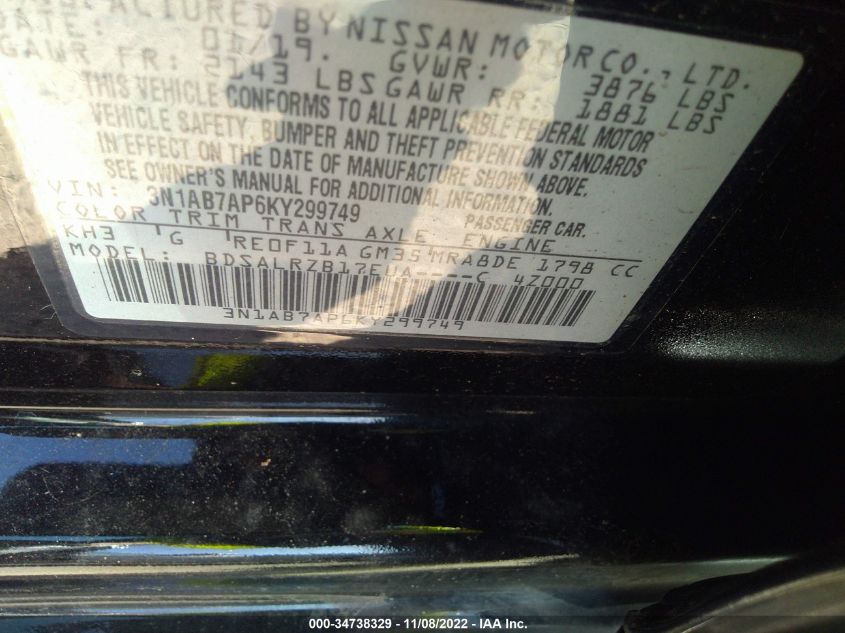 BY NISSAN MOTOR CO., LTD.
DATE: 01/19. GVWR: 3876 LBS
GAWR FR: 2143 LBS GAWR RR: 1881 LBS
THIS VEHICLE CONFORMS TO ALL APPLICABLE FEDERAL MOTOR
VEHICLE SAFETY, BUMPER AND THEFT PREVENTION STANDARDS
IN EFFECT ON THE DATE OF MANUFACTURE SHOWN ABOVE.
SEE OWNER'S MANUAL FOR ADDITIONAL INFORMATION.
VIN: 3N1AB7AP6KY299749 PASSENGER CAR.
COLOR TRIM TRANS AXLE ENGINE
KH3 G RE0F11A GM35 MRA8DE 1798 CC
MODEL: BDSALRZB17EUA----C 4Z000
3N1AB7AP6KY299749
000-34738329 - 11/08/2022 - IAA Inc.